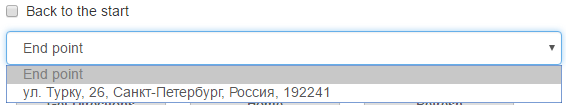 Back to the start
End point
End point
ул. Турку, 26, Санкт-Петербург, Россия, 192241